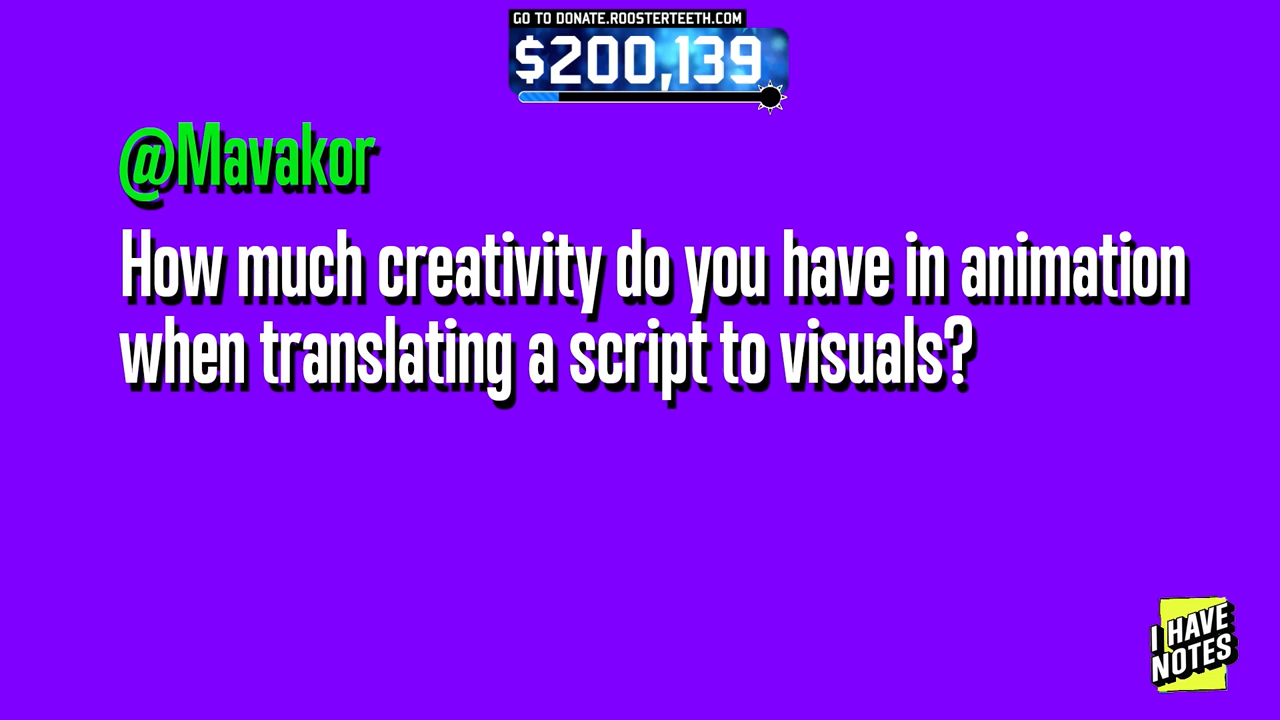 GO TO DONATE.ROOSTERTEETH.COM
$200,139
@Mavakor
How much creativity do you have in animation
when translating a script to visuals?
I HAVE
NOTES